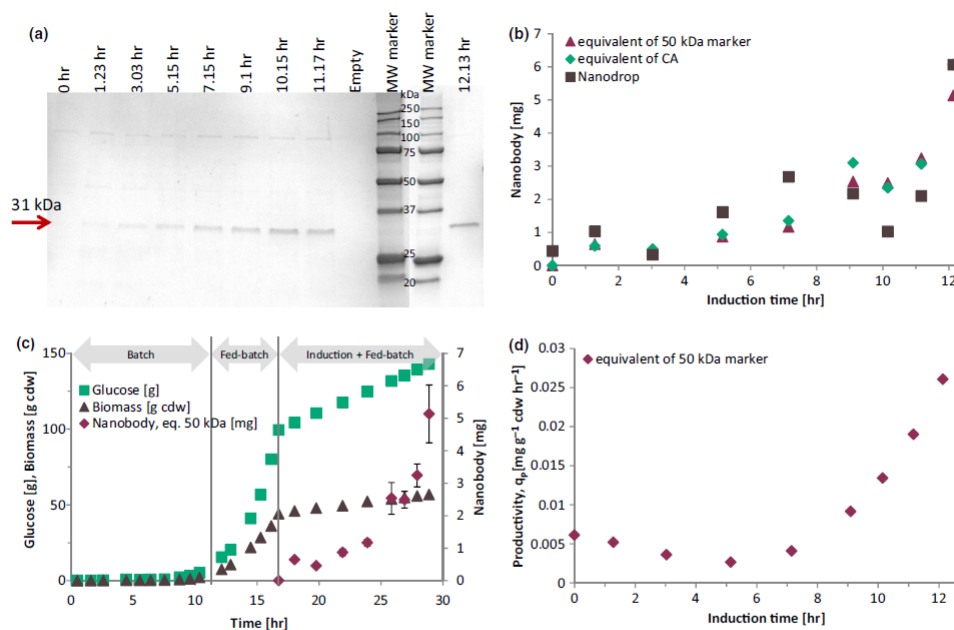 (a)
0 hr
1.23 hr
3.03 hr
5.15 hr
7.15 hr
9.1 hr
10.15 hr
11.17 hr
Empty
MW marker
MW marker
12.13 hr
kDa
250
150
100
75
50
37
25
20
31 kDa
(b)
equivalent of 50 kDa marker
equivalent of CA
Nanodrop
Nanobody [mg]
7
6
5
4
3
2
1
0
0 2 4 6 8 10 12
Induction time [hr]
(c)
Batch Fed-batch Induction + Fed-batch
Glucose [g]
Biomass [g cdw]
Nanobody, eq. 50 kDa [mg]
Glucose [g], Biomass [g cdw]
150
100
50
0
7
6
5
4
3
2
1
0
Nanobody [mg]
0 5 10 15 20 25 30
Time [hr]
(d)
equivalent of 50 kDa marker
Productivity, qₚ[mg g⁻¹ cdw hr⁻¹]
0.03
0.025
0.02
0.015
0.01
0.005
0
0 2 4 6 8 10 12
Induction time [hr]